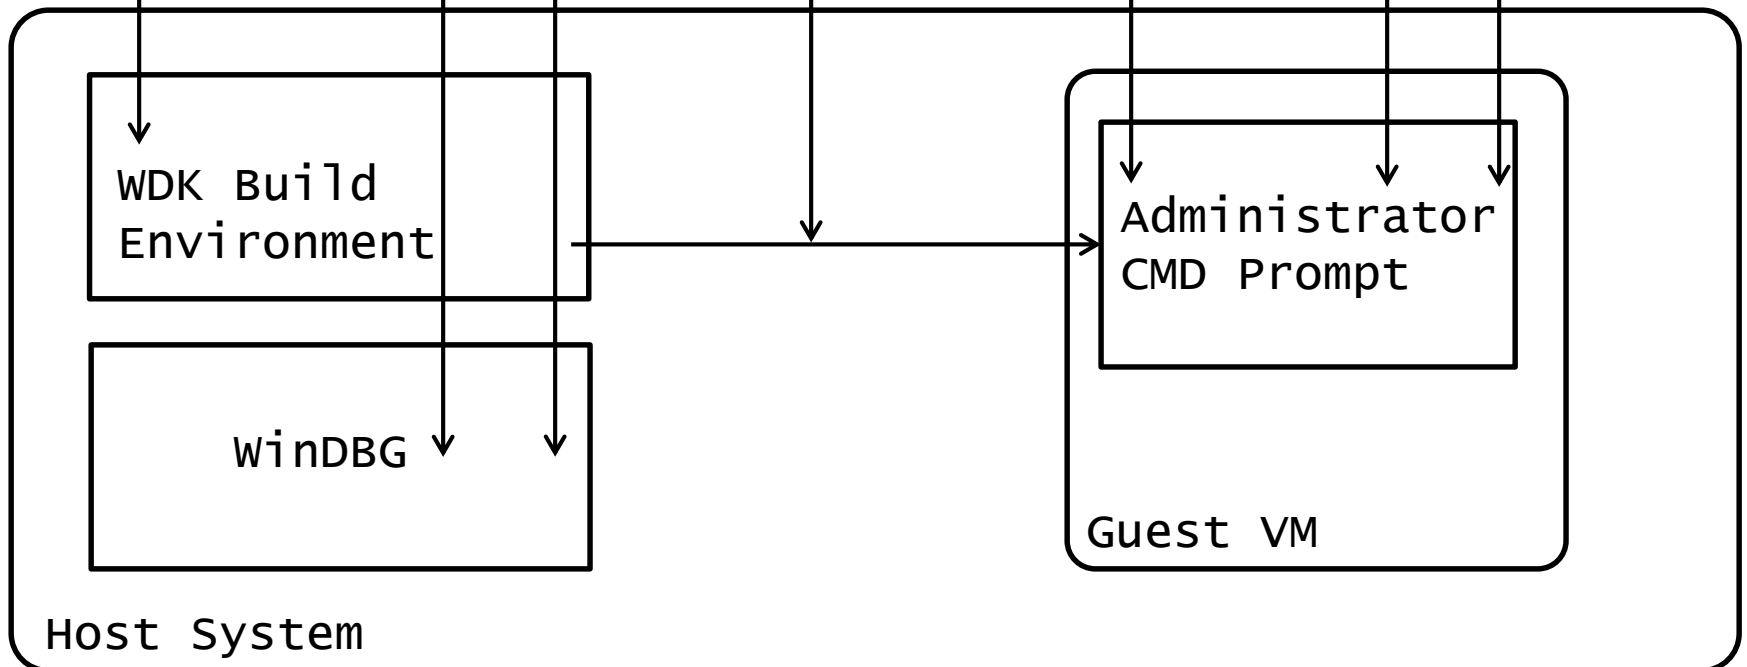 WDK Build
Environment
Administrator
CMD Prompt
WinDBG
Guest VM
Host System